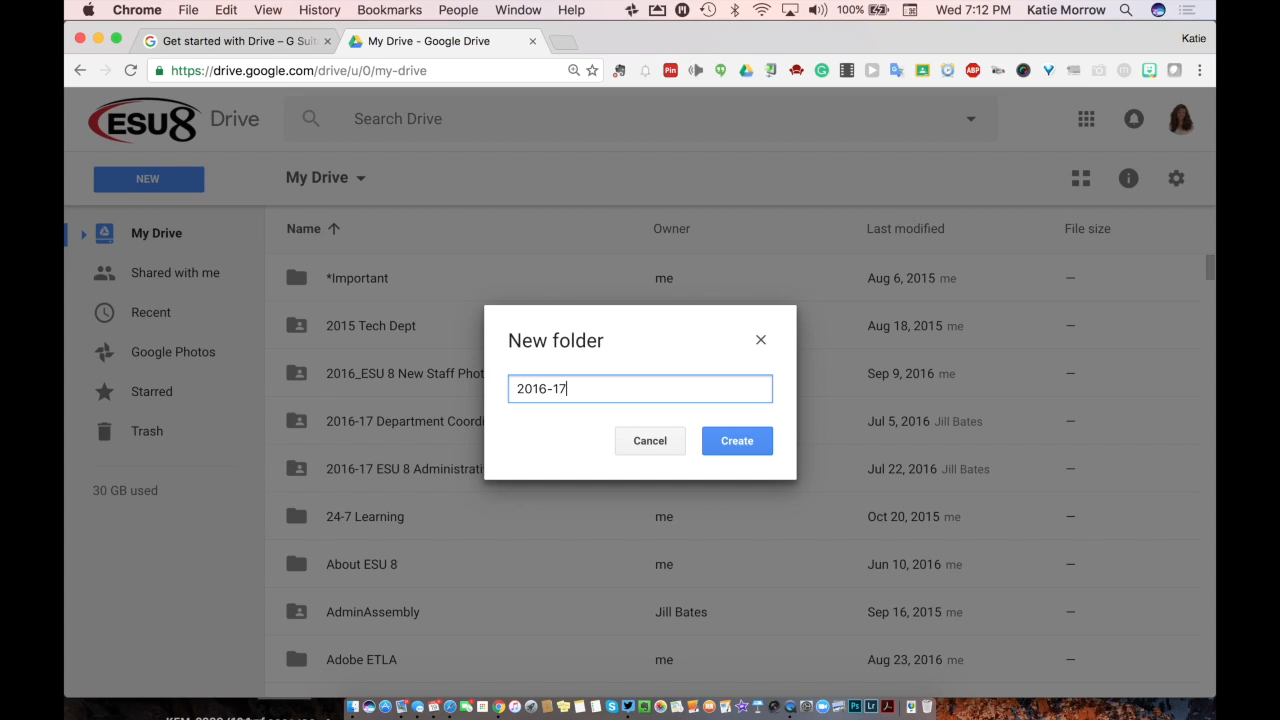 Chrome File Edit View History Bookmarks People Window Help 100% Wed 7:12 PM Katie Morrow
Get started with Drive – G Suit × My Drive - Google Drive × Katie
https://drive.google.com/drive/u/0/my-drive
ESU8 Drive Search Drive
NEW My Drive
Name Owner Last modified File size
My Drive
Shared with me
Recent
Google Photos
Starred
Trash
30 GB used
*Important me Aug 6, 2015 me —
2015 Tech Dept Aug 18, 2015 me —
2016_ESU 8 New Staff Phot Sep 9, 2016 me —
2016-17 Department Coordi Jul 5, 2016 Jill Bates —
2016-17 ESU 8 Administrati Jul 22, 2016 Jill Bates —
24-7 Learning me Oct 20, 2015 me —
About ESU 8 me Jun 10, 2016 me —
AdminAssembly Jill Bates Sep 16, 2015 me —
Adobe ETLA me Aug 23, 2016 me —
New folder
2016-17
Cancel Create